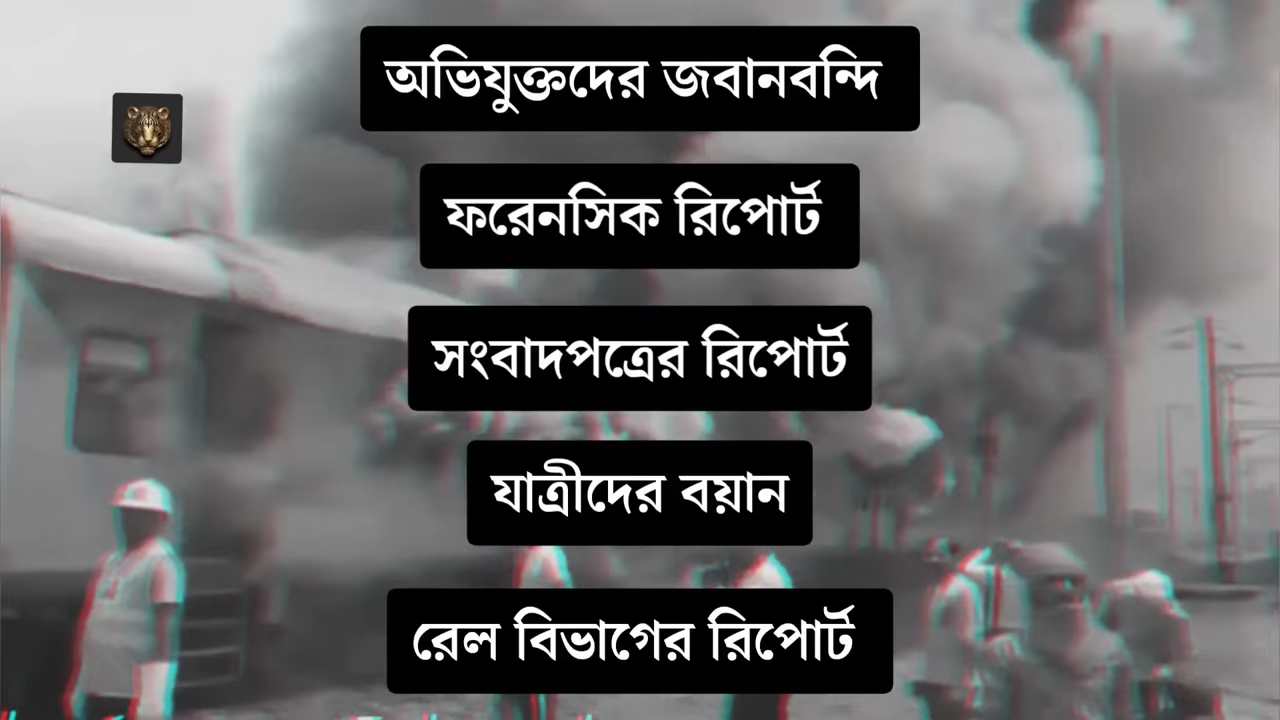 অভিযুক্তদের জবানবন্দি
ফরেনসিক রিপোর্ট
সংবাদপত্রের রিপোর্ট
যাত্রীদের বয়ান
রেল বিভাগের রিপোর্ট